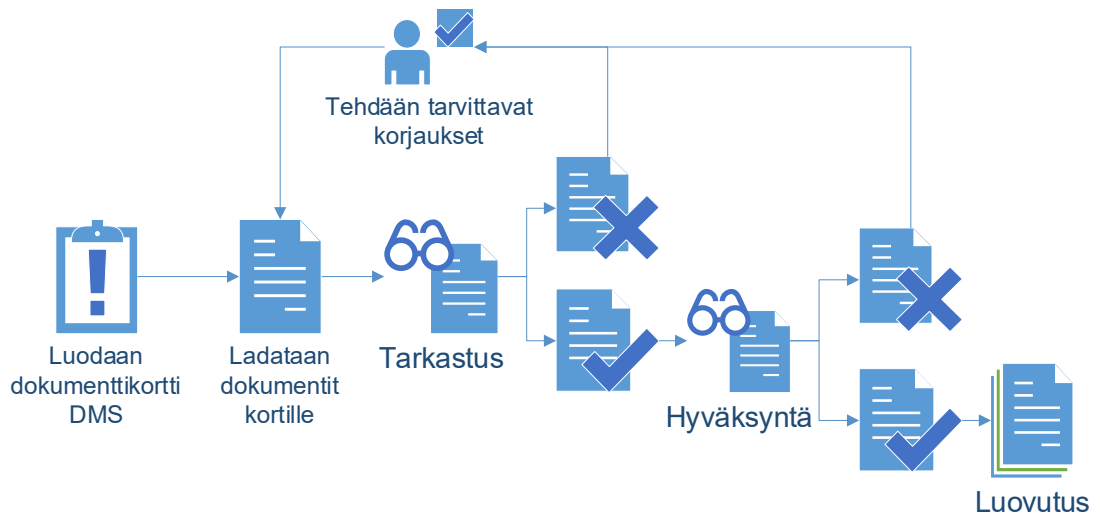 Tehdään tarvittavat
korjaukset
Luodaan
dokumenttikortti
DMS
Ladataan
dokumentit
kortille
Tarkastus
Hyväksyntä
Luovutus